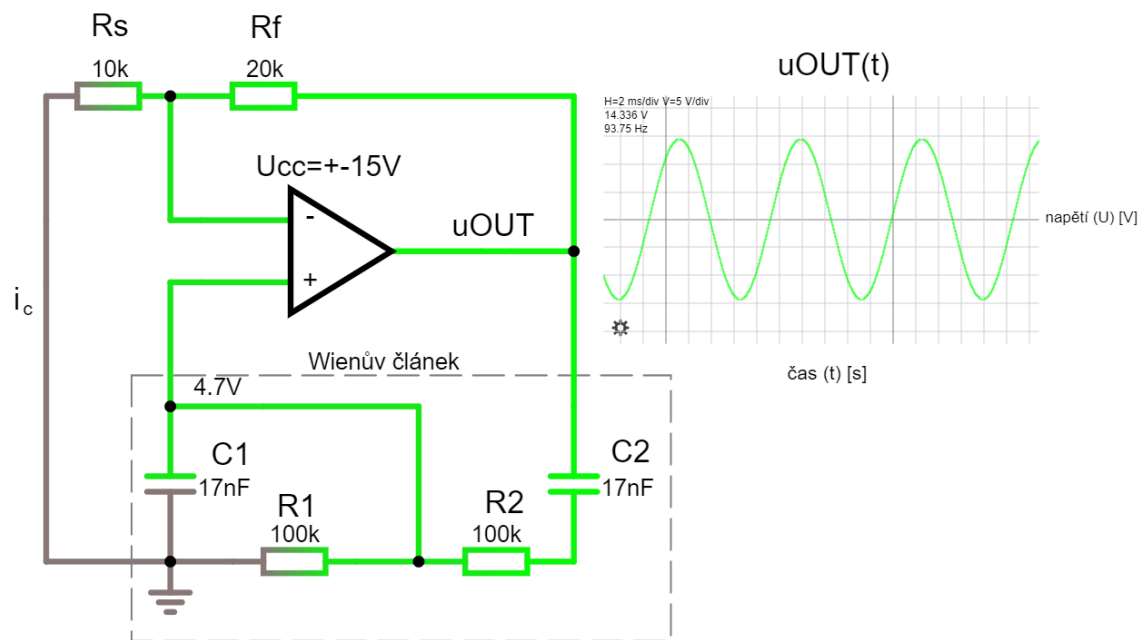 Rs
10k
Rf
20k
Ucc=+-15V
-
+
uOUT
i c
Wienův článek
4.7V
C1
17nF
R1
100k
R2
100k
C2
17nF
uOUT(t)
H=2 ms/div V=5 V/div
14.336 V
93.75 Hz
napětí (U) [V]
čas (t) [s]